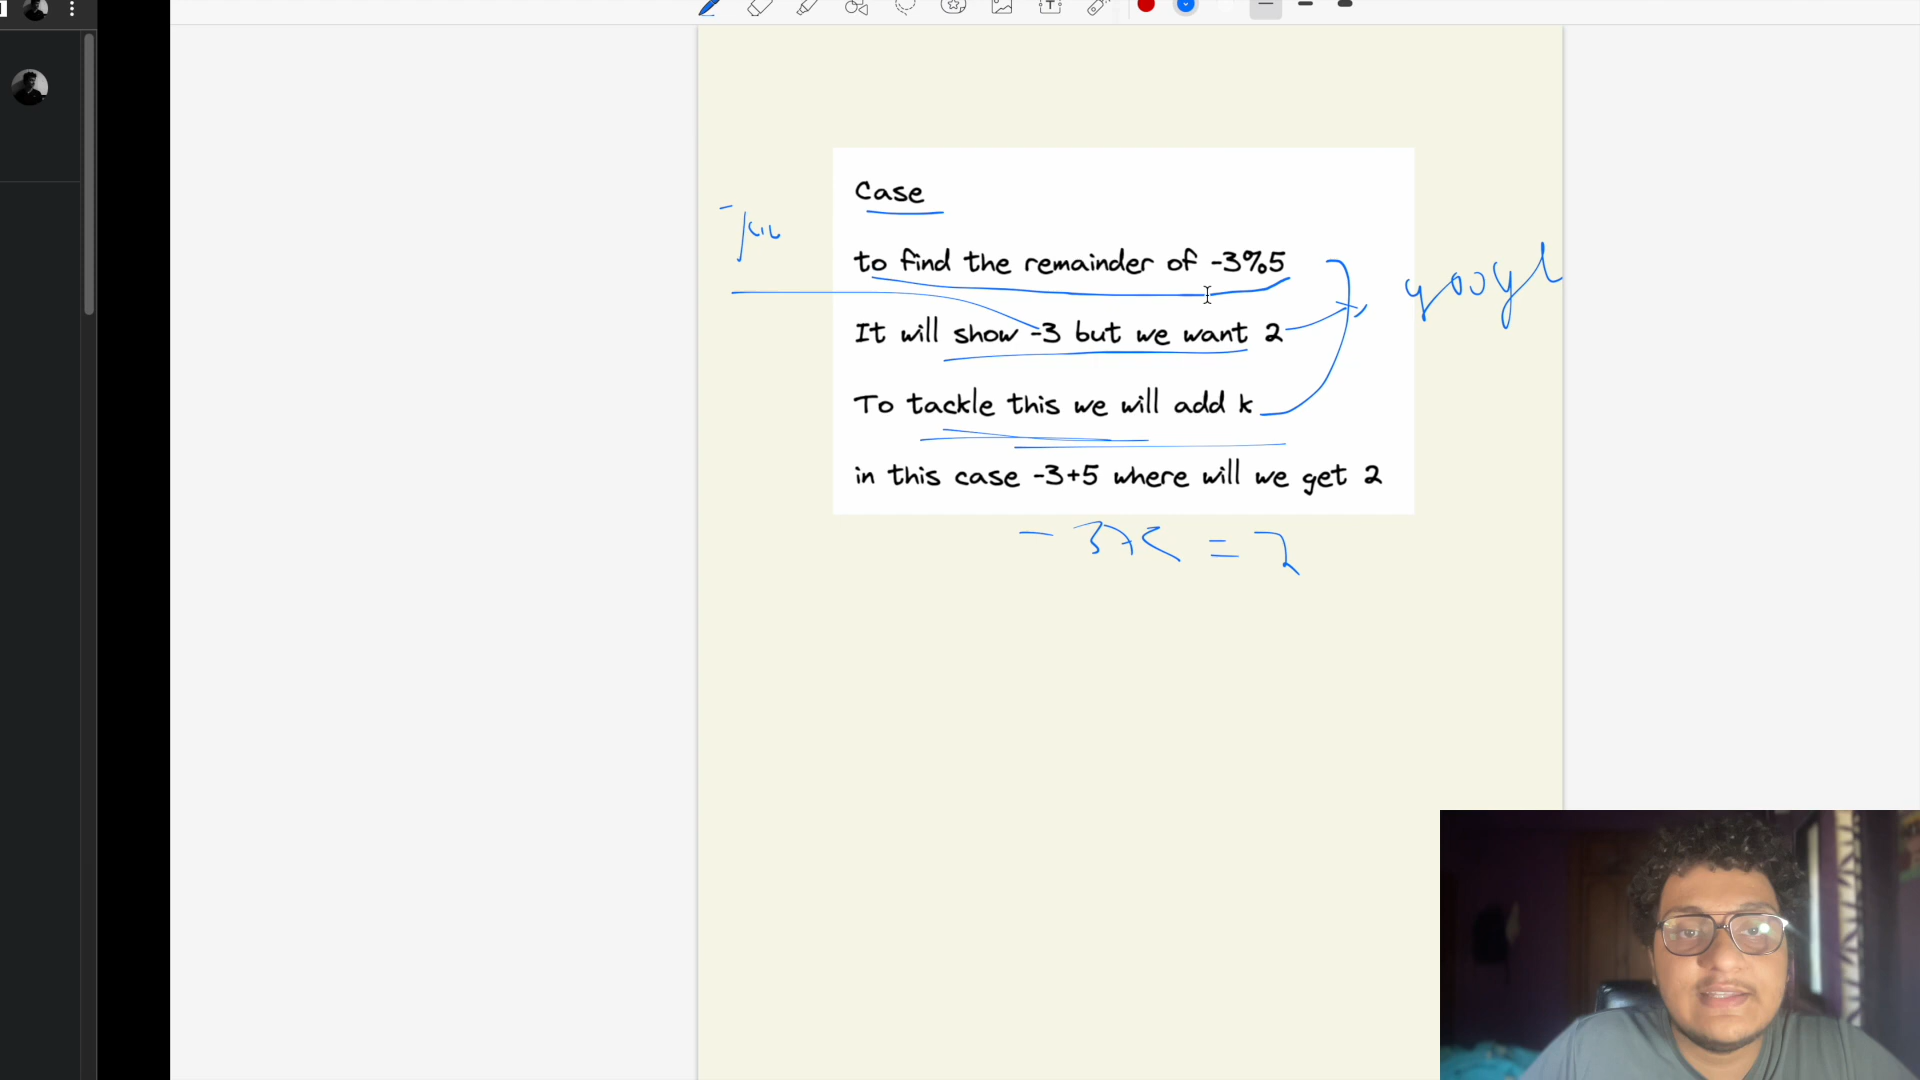 Case
to find the remainder of -3%5
googl
It will show -3 but we want 2
To tackle this we will add k
in this case -3+5 where will we get 2
-3+5 = 2